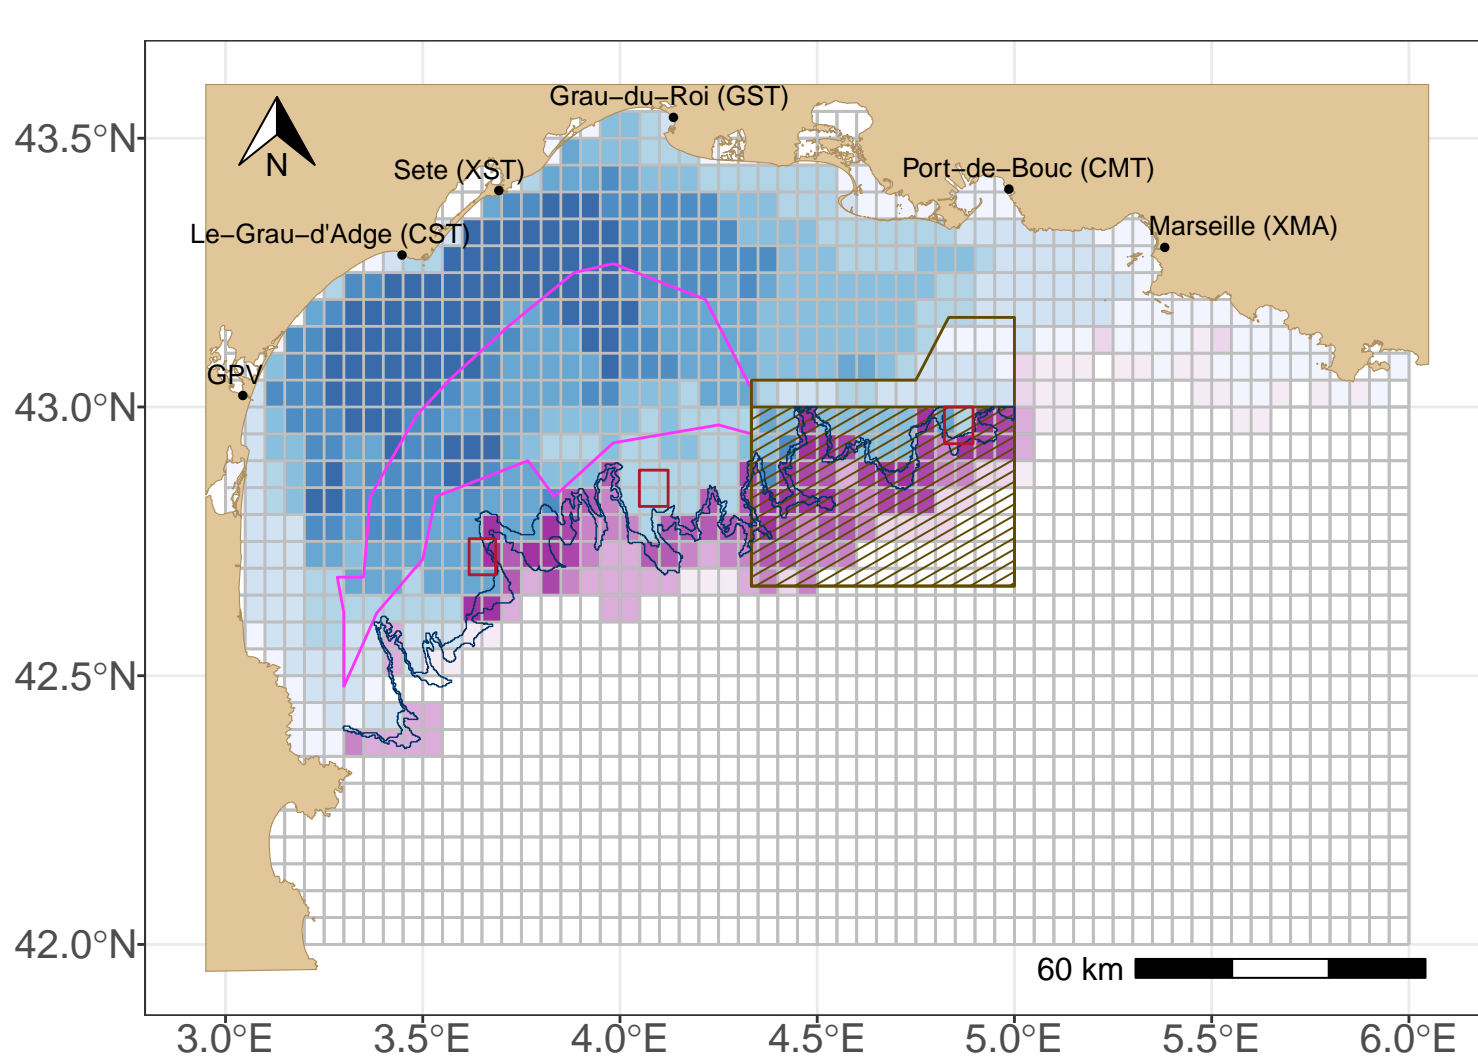 Grau−du−Roi (GST)
43.5°N
N
Sete (XST)
Port−de−Bouc (CMT)
Le−Grau−d'Adge (CST)
Marseille (XMA)
GPV
43.0°N
42.5°N
42.0°N
60 km
3.0°E 3.5°E 4.0°E 4.5°E 5.0°E 5.5°E 6.0°E